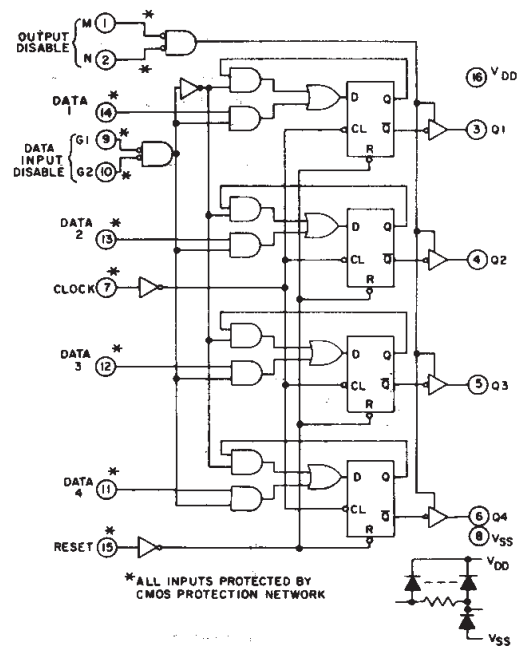 OUTPUT DISABLE
M 1 *
N 2 *
16 VDD
DATA 1 14 *
DATA INPUT DISABLE
G1 9 *
G2 10 *
D Q
CL Q̅
R
3 Q1
DATA 2 13 *
D Q
CL Q̅
R
4 Q2
CLOCK 7 *
DATA 3 12 *
D Q
CL Q̅
R
5 Q3
DATA 4 11 *
D Q
CL Q̅
R
6 Q4
8 VSS
RESET 15 *
*ALL INPUTS PROTECTED BY
CMOS PROTECTION NETWORK
VDD
VSS